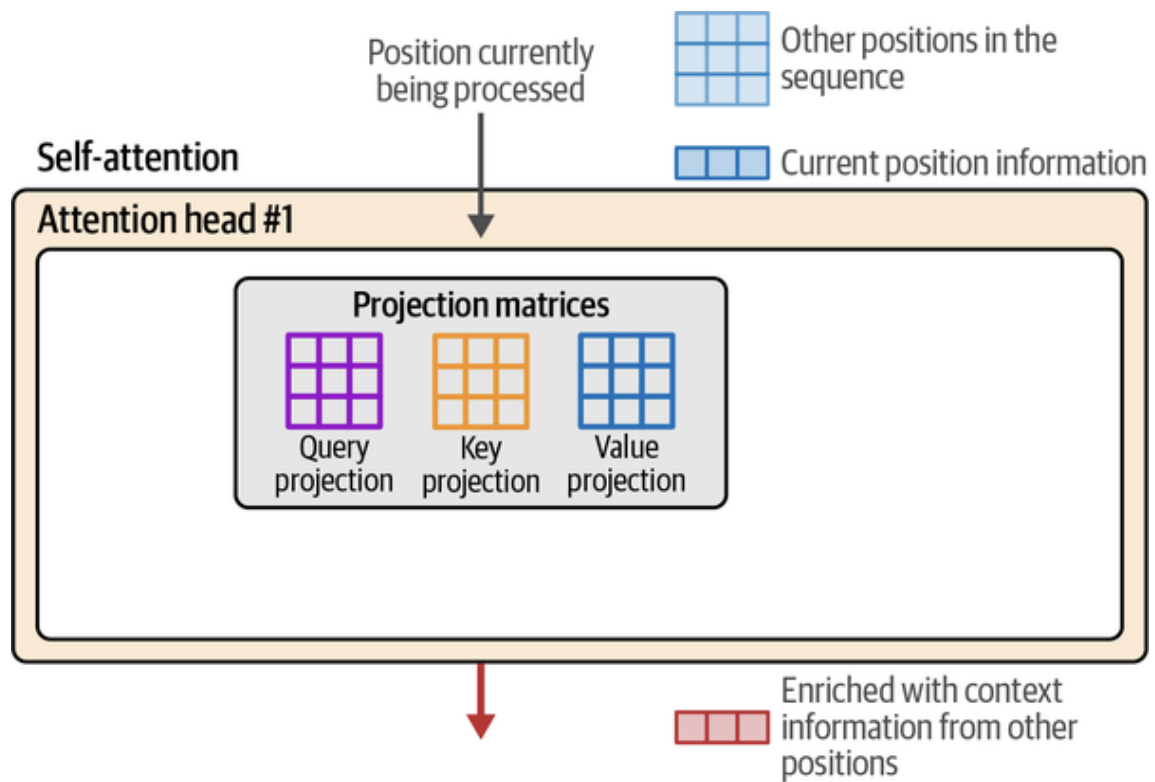 Position currently
being processed
Other positions in the
sequence
Current position information
Self-attention
Attention head #1
Projection matrices
Query
projection
Key
projection
Value
projection
Enriched with context
information from other
positions